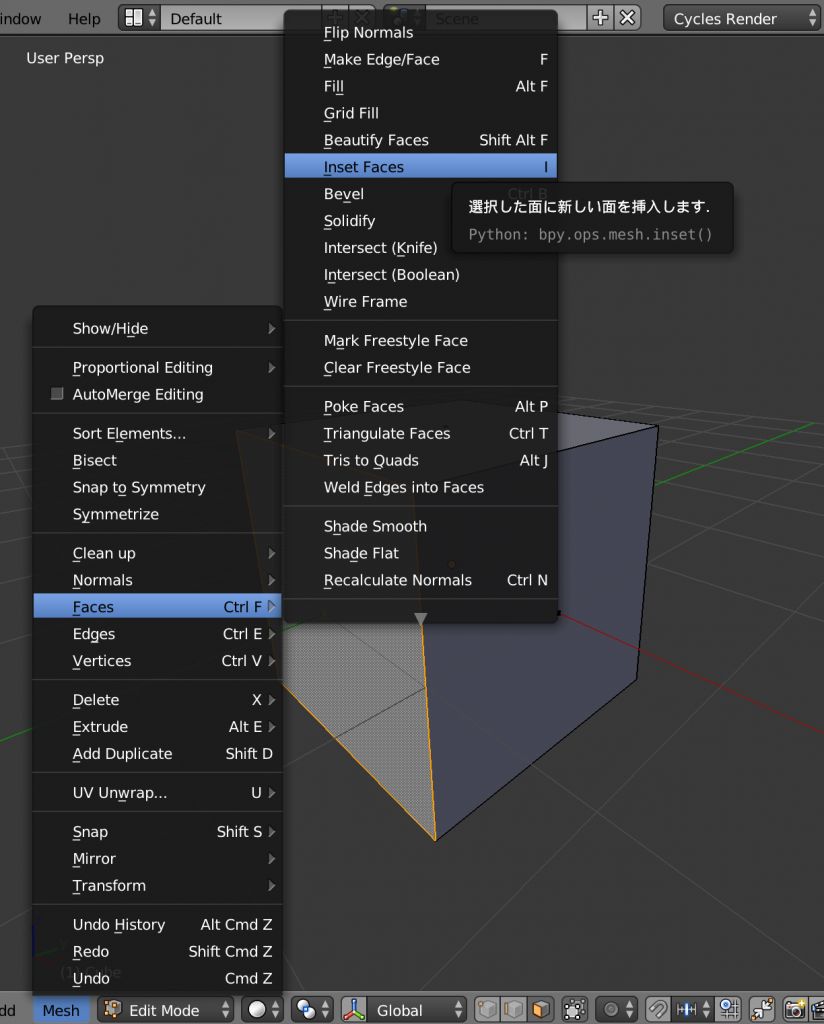 indow Help Default Scene Cycles Render
User Persp
Flip Normals
Make Edge/Face F
Fill Alt F
Grid Fill
Beautify Faces Shift Alt F
Inset Faces I
Bevel Ctrl B
選択した面に新しい面を挿入します.
Python: bpy.ops.mesh.inset()
Solidify
Intersect (Knife)
Intersect (Boolean)
Wire Frame
Mark Freestyle Face
Clear Freestyle Face
Poke Faces Alt P
Triangulate Faces Ctrl T
Tris to Quads Alt J
Weld Edges into Faces
Shade Smooth
Shade Flat
Recalculate Normals Ctrl N
Show/Hide
Proportional Editing
AutoMerge Editing
Sort Elements...
Bisect
Snap to Symmetry
Symmetrize
Clean up
Normals
Faces Ctrl F
Edges Ctrl E
Vertices Ctrl V
Delete X
Extrude Alt E
Add Duplicate Shift D
UV Unwrap... U
Snap Shift S
Mirror
Transform
Undo History Alt Cmd Z
Redo Shift Cmd Z
(1) Cube
Undo Cmd Z
dd Mesh Edit Mode Global